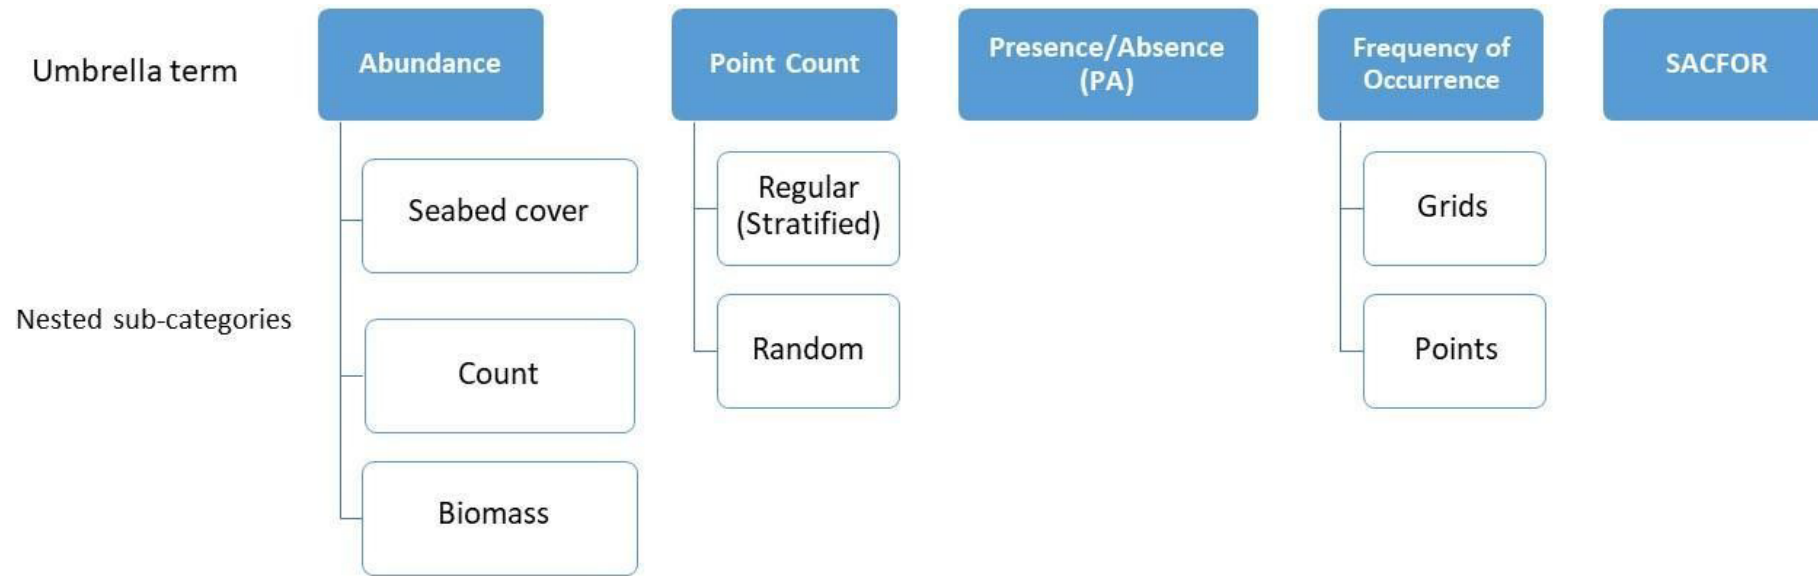 Umbrella term
Abundance
Point Count
Presence/Absence
(PA)
Frequency of
Occurrence
SACFOR
Nested sub-categories
Seabed cover
Count
Biomass
Regular
(Stratified)
Random
Grids
Points